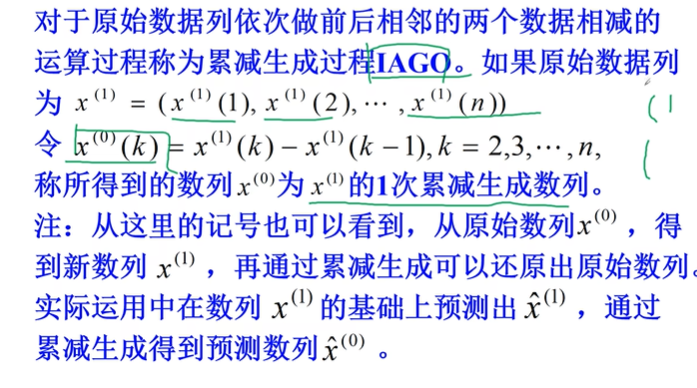 对于原始数据列依次做前后相邻的两个数据相减的
运算过程称为累减生成过程IAGO。如果原始数据列
为 x⁽¹⁾ = (x⁽¹⁾(1), x⁽¹⁾(2), ⋯ , x⁽¹⁾(n))
令 x⁽⁰⁾(k) = x⁽¹⁾(k) − x⁽¹⁾(k − 1), k = 2,3,⋯,n,
称所得到的数列x⁽⁰⁾为x⁽¹⁾的1次累减生成数列。
注：从这里的记号也可以看到，从原始数列x⁽⁰⁾，得
到新数列 x⁽¹⁾，再通过累减生成可以还原出原始数列。
实际运用中在数列 x⁽¹⁾ 的基础上预测出 x̂⁽¹⁾，通过
累减生成得到预测数列x̂⁽⁰⁾。